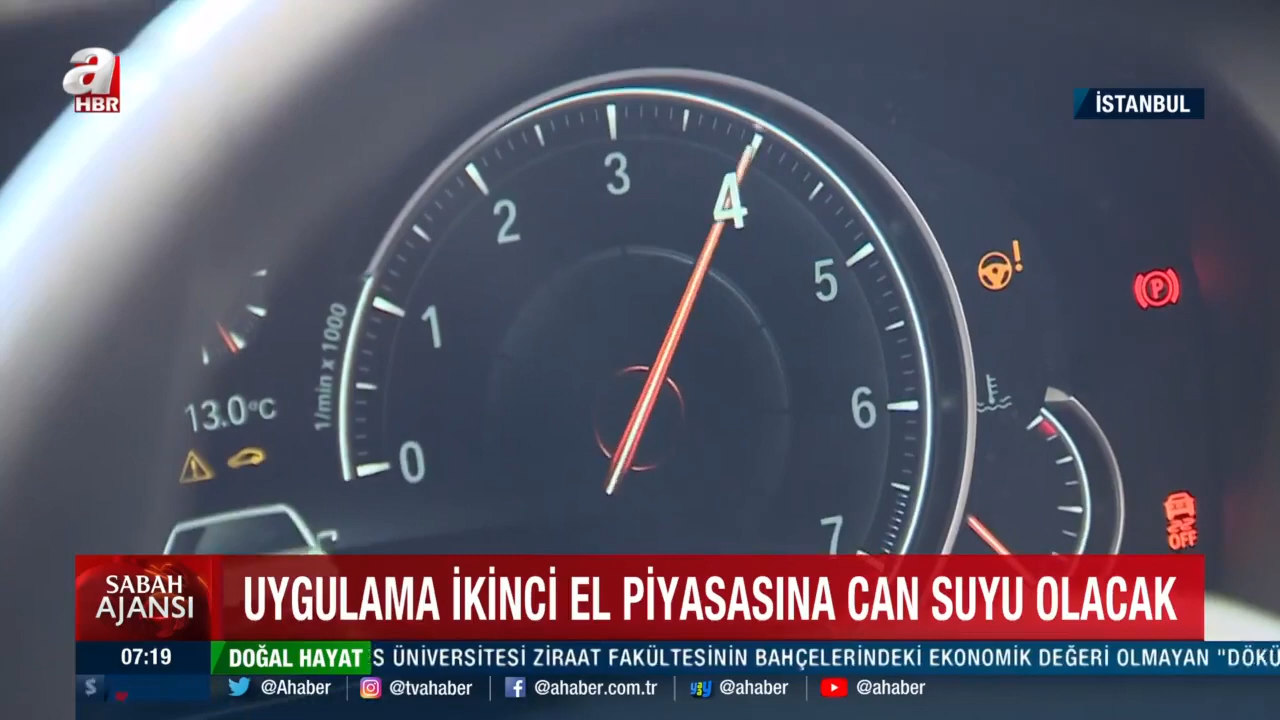 a
HBR
İSTANBUL
3
4
2
5
1
1/min x 1000
6
13.0°C
0
P
7
OFF
SABAH
AJANSI
UYGULAMA İKİNCİ EL PİYASASINA CAN SUYU OLACAK
07:19
DOĞAL HAYAT
S ÜNİVERSİTESİ ZİRAAT FAKÜLTESİNİN BAHÇELERİNDEKİ EKONOMİK DEĞERİ OLMAYAN "DÖKÜ
@Ahaber
@tvahaber
@ahaber.com.tr
yaay
@ahaber
@ahaber